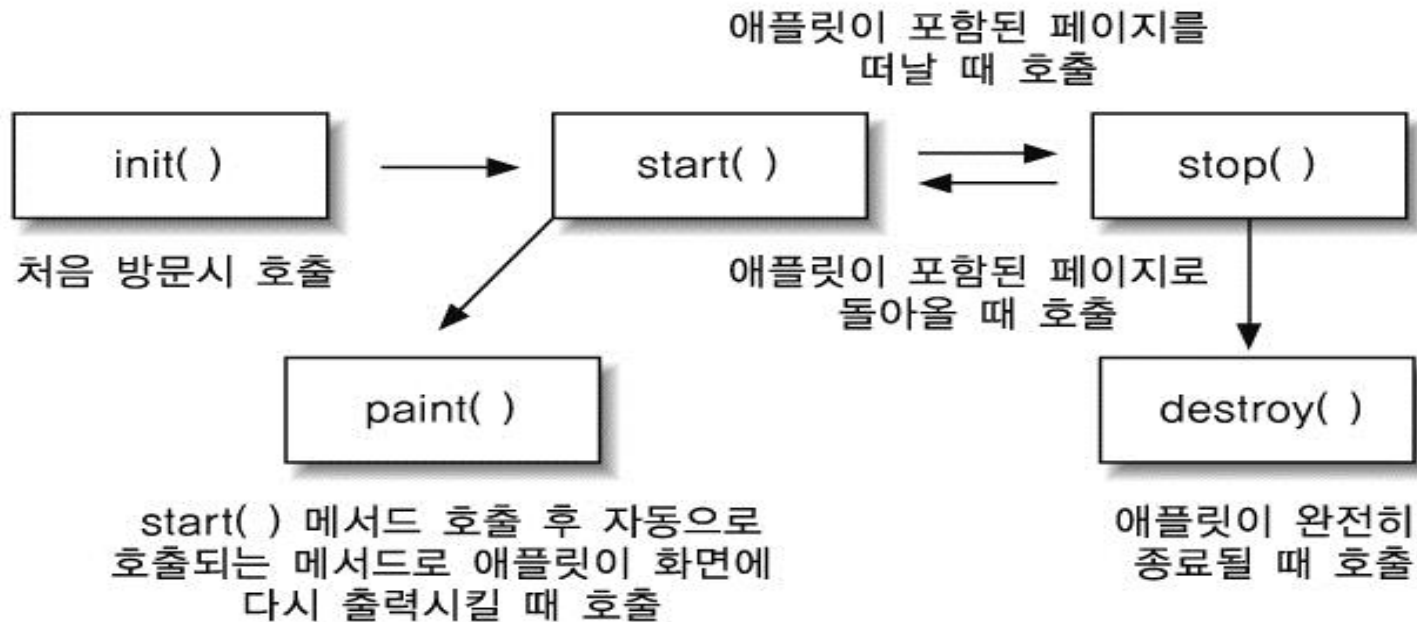 애플릿이 포함된 페이지를
떠날 때 호출
init( )
start( )
stop( )
처음 방문시 호출
애플릿이 포함된 페이지로
돌아올 때 호출
paint( )
destroy( )
start( ) 메서드 호출 후 자동으로
호출되는 메서드로 애플릿이 화면에
다시 출력시킬 때 호출
애플릿이 완전히
종료될 때 호출